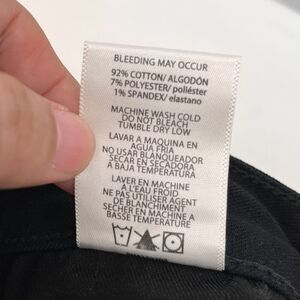 BLEEDING MAY OCCUR
92% COTTON/ ALGODÓN
7% POLYESTER/ poliéster
1% SPANDEX/ elastano
MACHINE WASH COLD
DO NOT BLEACH
TUMBLE DRY LOW
LAVAR A MAQUINA EN
AGUA FRIA
NO USAR BLANQUEADOR
SECAR EN SECADORA
A BAJA TEMPERATURA
LAVER EN MACHINE
A L'EAU FROID
NE PAS UTILISER AGENT
DE BLANCHIMENT
SECHER EN MACHINE A
BASSE TEMPERATURE